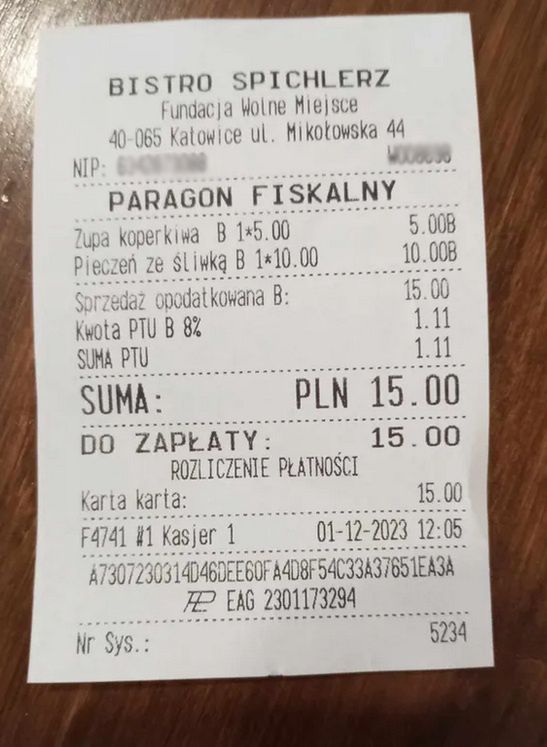 BISTRO SPICHLERZ
Fundacja Wolne Miejsce
40-065 Katowice ul. Mikołowska 44
NIP:
PARAGON FISKALNY
Zupa koperkiwa B 1*5.00 5.00B
Pieczeń ze śliwką B 1*10.00 10.00B
Sprzedaż opodatkowana B: 15.00
Kwota PTU B 8% 1.11
SUMA PTU 1.11
SUMA: PLN 15.00
DO ZAPŁATY: 15.00
ROZLICZENIE PŁATNOŚCI
Karta karta: 15.00
F4741 #1 Kasjer 1 01-12-2023 12:05
A7307230314D46DEE60FA4D8F54C33A37651EA3A
EAG 2301173294
Nr Sys.: 5234